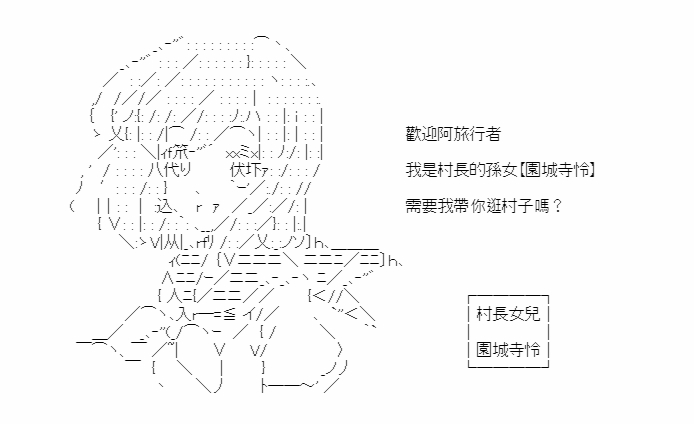 歡迎阿旅行者
我是村長的孫女【園城寺怜】
需要我帶你逛村子嗎？
村長女兒
園城寺怜